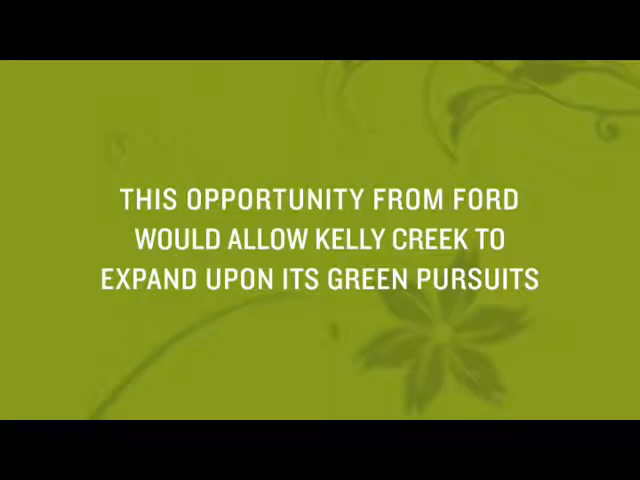 THIS OPPORTUNITY FROM FORD
WOULD ALLOW KELLY CREEK TO
EXPAND UPON ITS GREEN PURSUITS